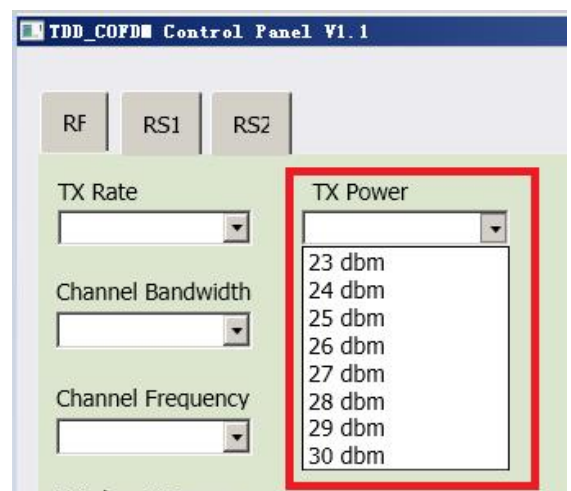 TDD_COFDM Control Panel V1.1
RF RS1 RS2
TX Rate
TX Power
23 dbm
24 dbm
25 dbm
26 dbm
27 dbm
28 dbm
29 dbm
30 dbm
Channel Bandwidth
Channel Frequency